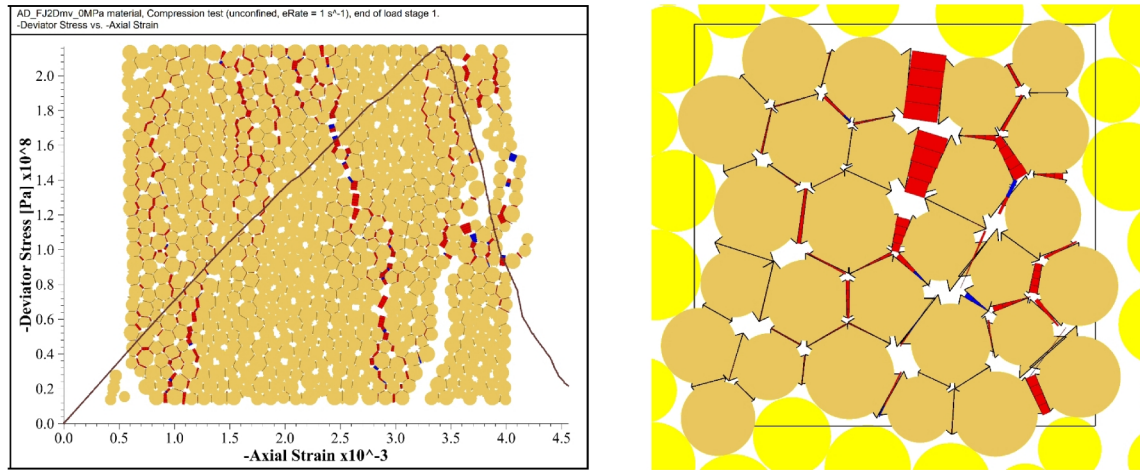 AD_FJ2Dmv_0MPa material, Compression test (unconfined, eRate = 1 s^-1), end of load stage 1.
-Deviator Stress vs. -Axial Strain
-Deviator Stress [Pa] x10^8
2.0
1.8
1.6
1.4
1.2
1.0
0.8
0.6
0.4
0.2
0.0
0.0 0.5 1.0 1.5 2.0 2.5 3.0 3.5 4.0 4.5
-Axial Strain x10^-3